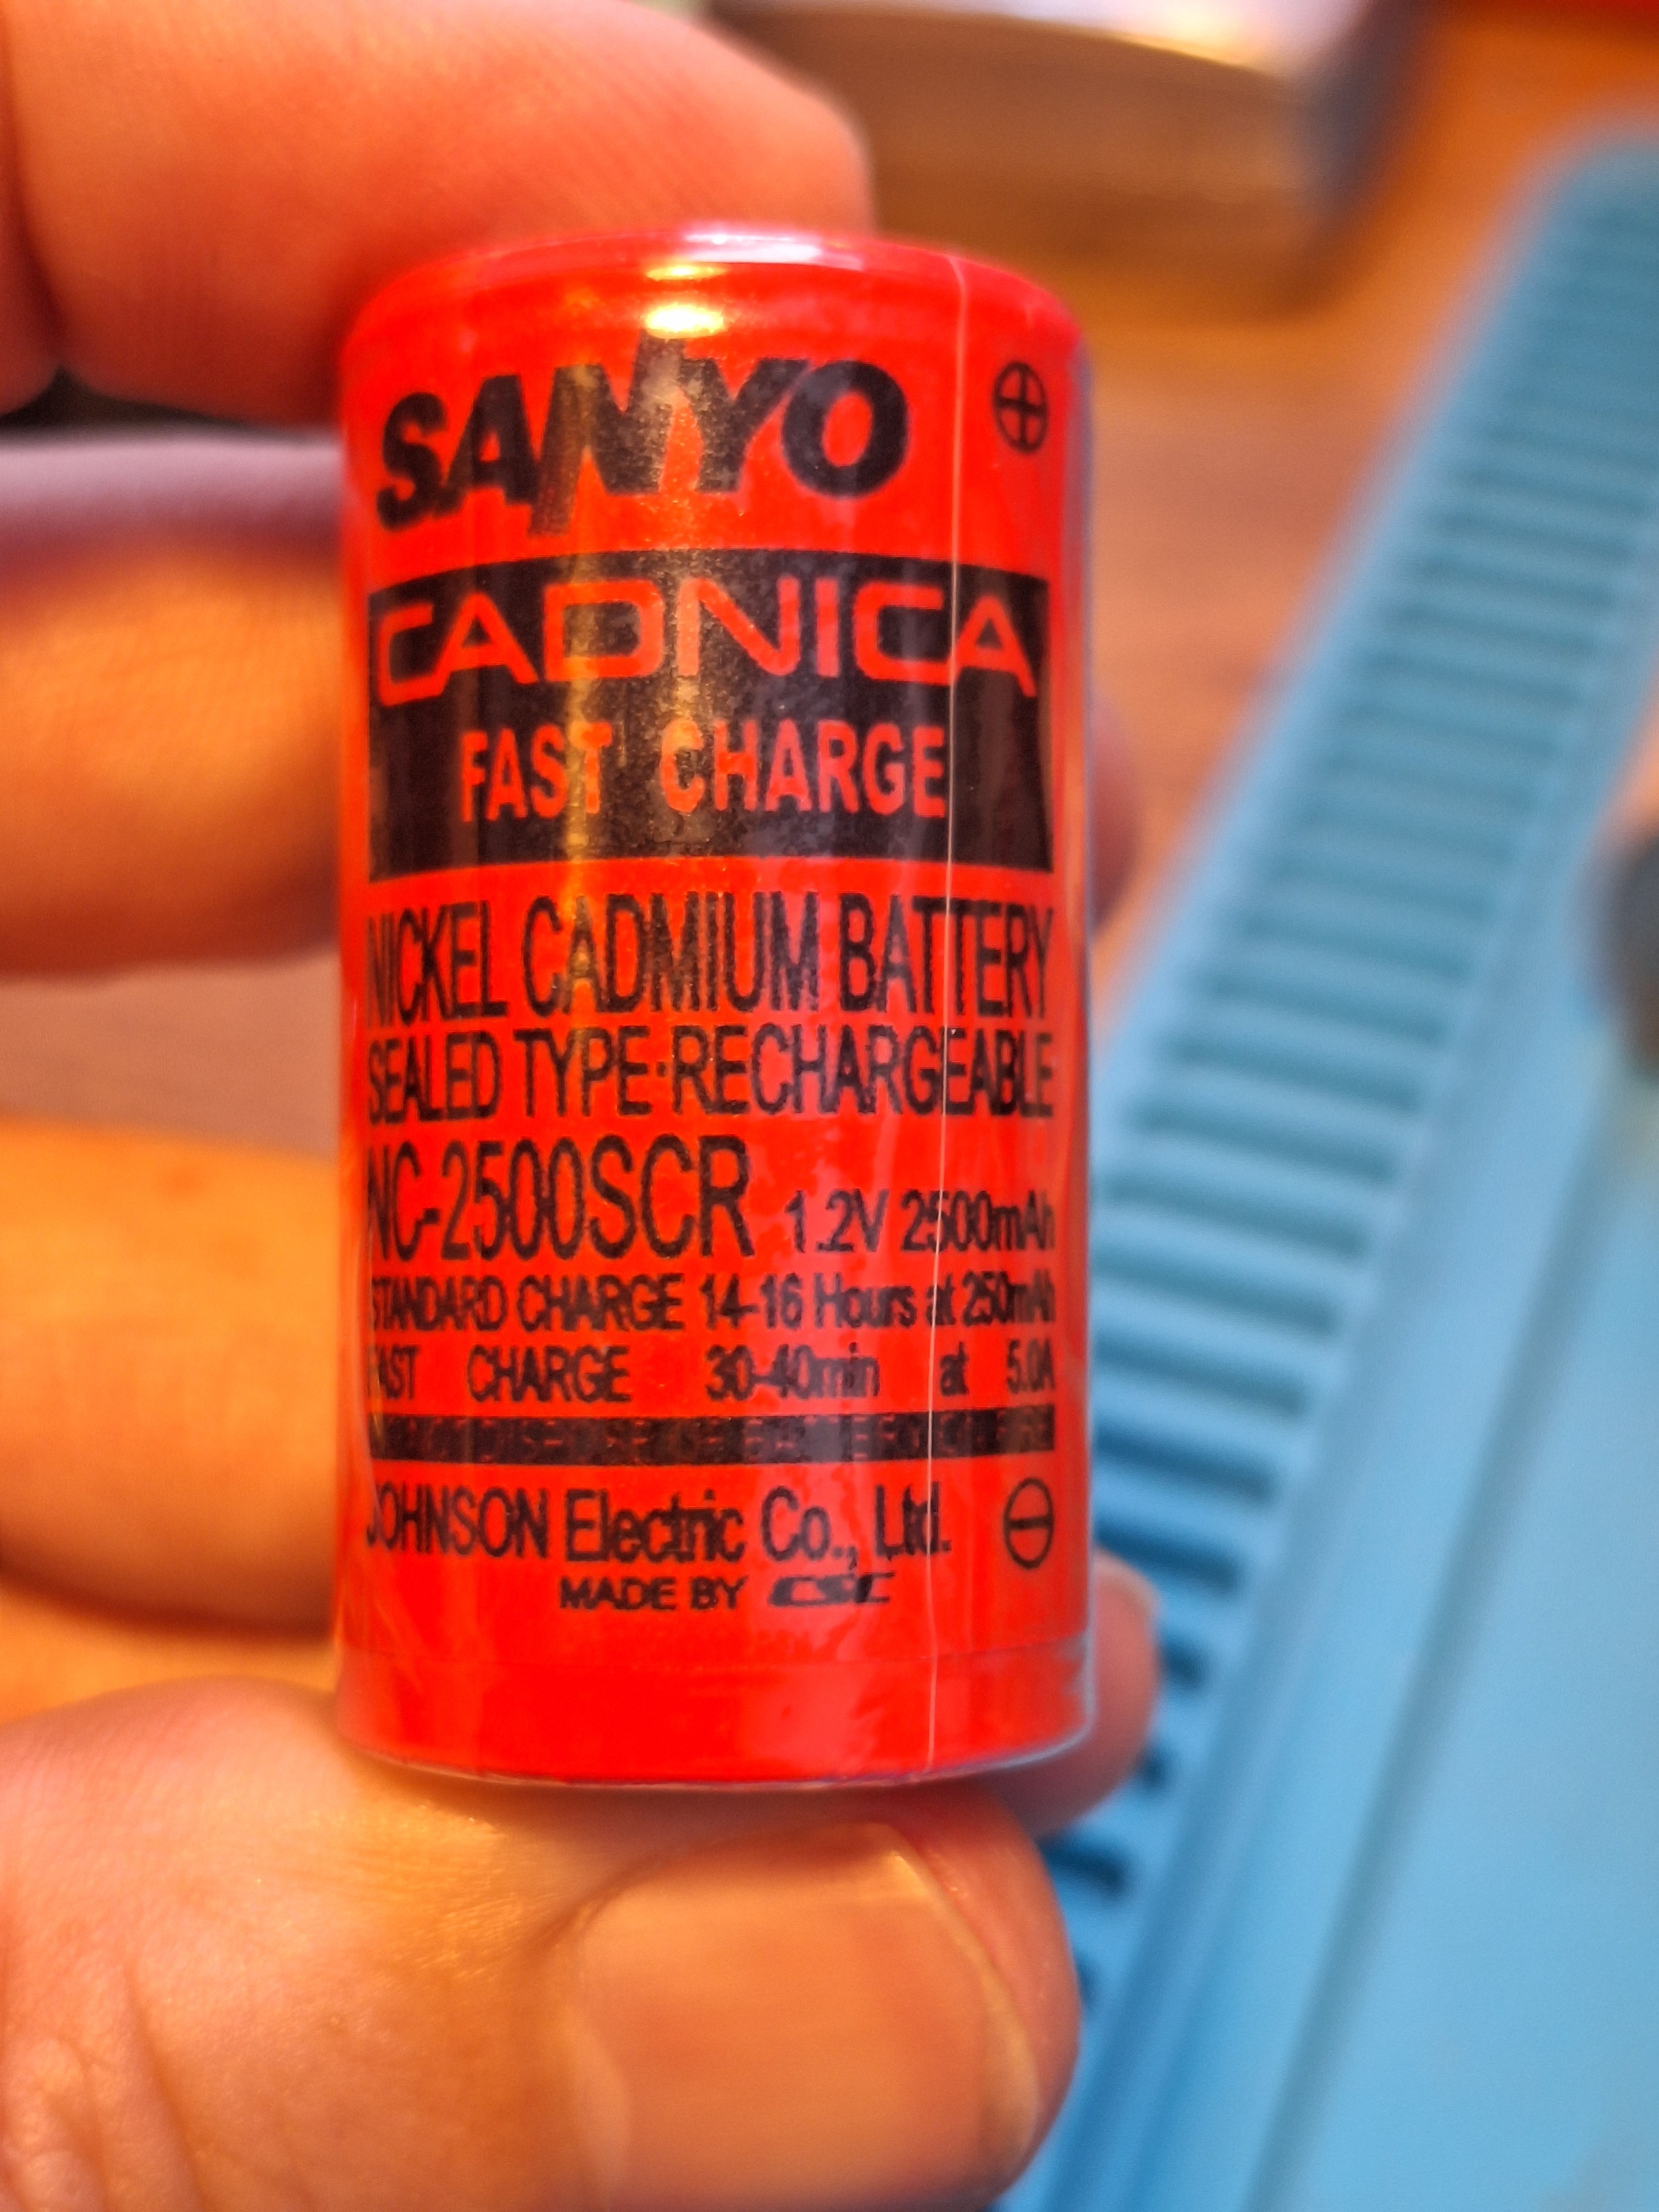 SANYO ⊕
CADNICA
FAST CHARGE
NICKEL CADMIUM BATTERY
SEALED TYPE·RECHARGEABLE
NC-2500SCR 1.2V 2500mAh
STANDARD CHARGE 14-16 Hours at 250mAh
FAST CHARGE 30-40min at 5.0A
JOHNSON Electric Co., Ltd. ⊖
MADE BY CSC